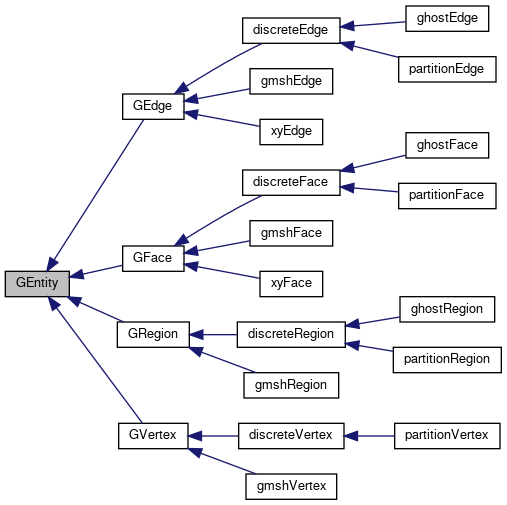 ghostEdge
discreteEdge
partitionEdge
gmshEdge
GEdge
xyEdge
ghostFace
discreteFace
partitionFace
gmshFace
GFace
xyFace
GEntity
ghostRegion
GRegion
discreteRegion
partitionRegion
gmshRegion
GVertex
discreteVertex
partitionVertex
gmshVertex